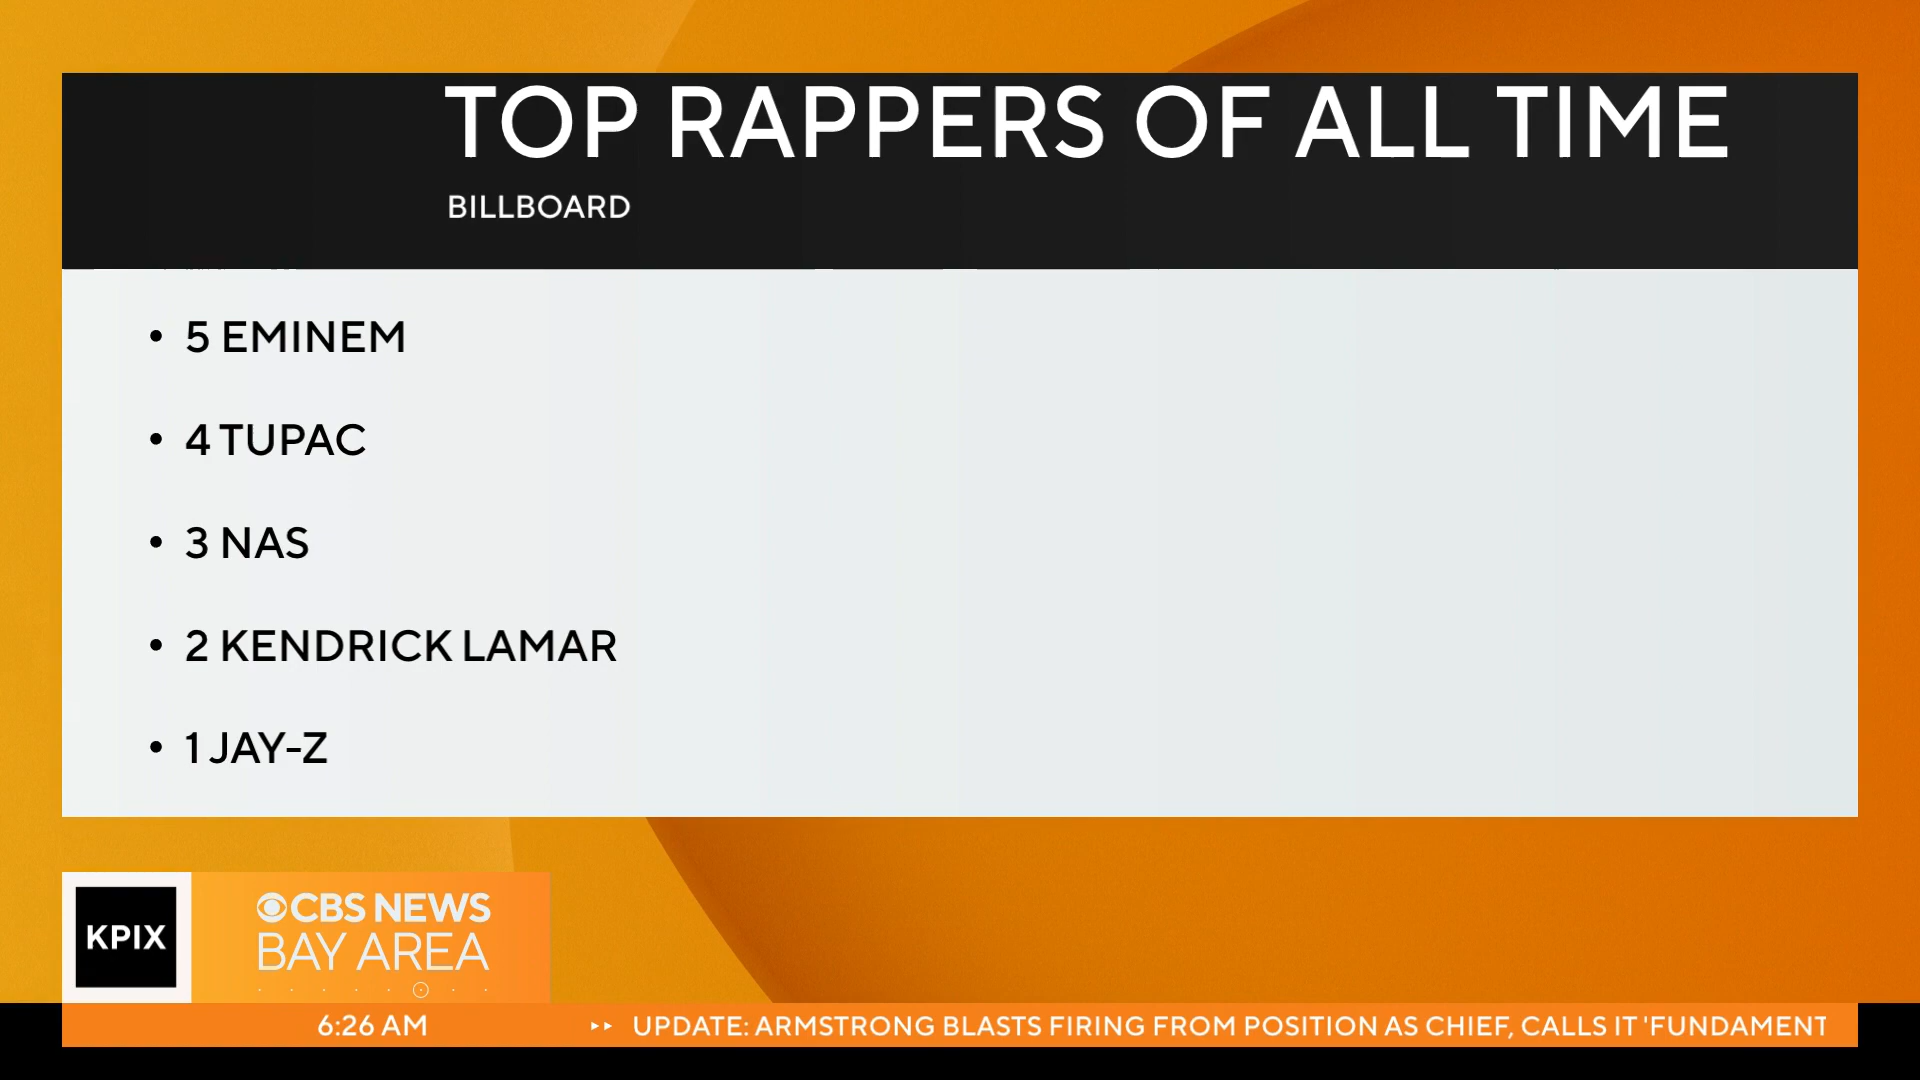 TOP RAPPERS OF ALL TIME
BILLBOARD
• 5 EMINEM
• 4 TUPAC
• 3 NAS
• 2 KENDRICK LAMAR
• 1 JAY-Z
KPIX
CBS NEWS
BAY AREA
6:26 AM
UPDATE: ARMSTRONG BLASTS FIRING FROM POSITION AS CHIEF, CALLS IT 'FUNDAMENT